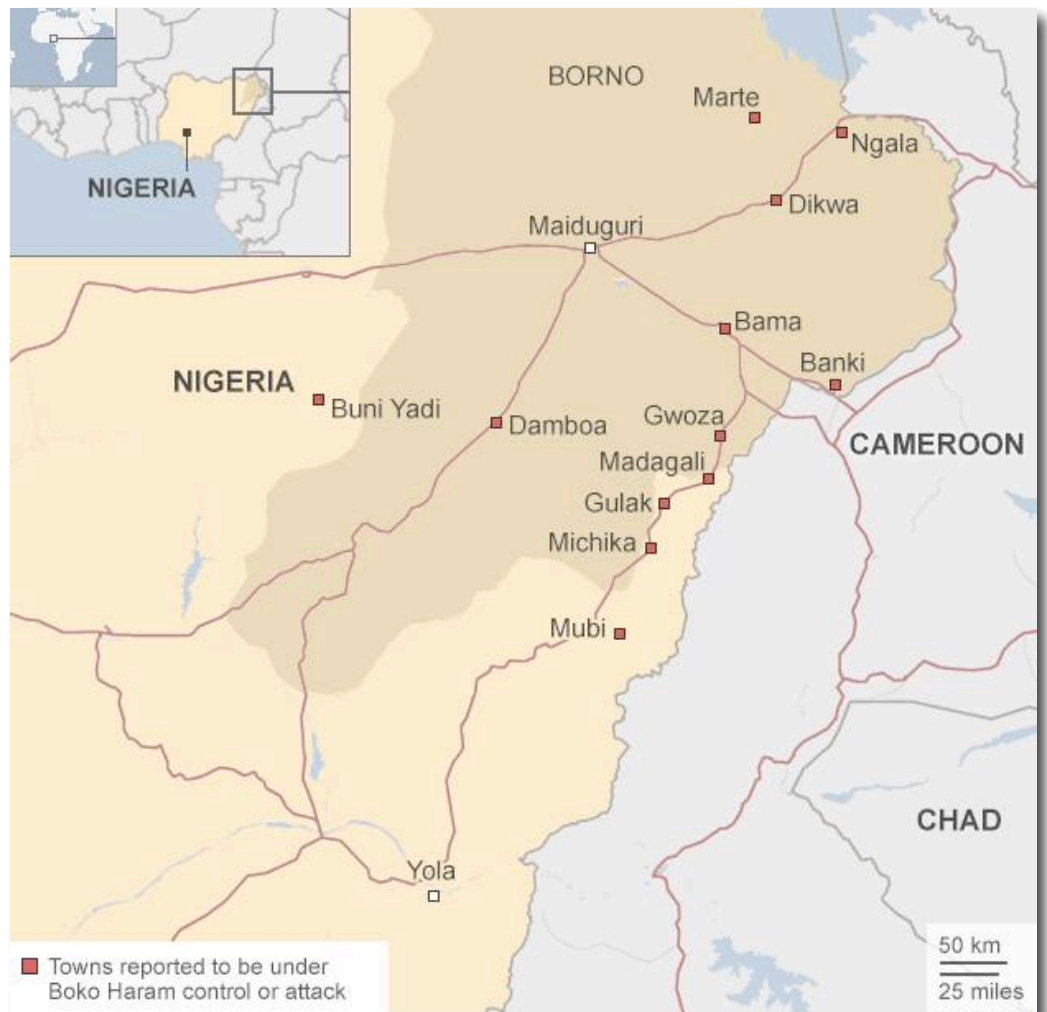 BORNO
Marte
Ngala
NIGERIA
Dikwa
Maiduguri
Bama
Banki
NIGERIA
Buni Yadi
Gwoza
Damboa
CAMEROON
Madagali
Gulak
Michika
Mubi
CHAD
Yola
50 km
25 miles
Towns reported to be under
Boko Haram control or attack